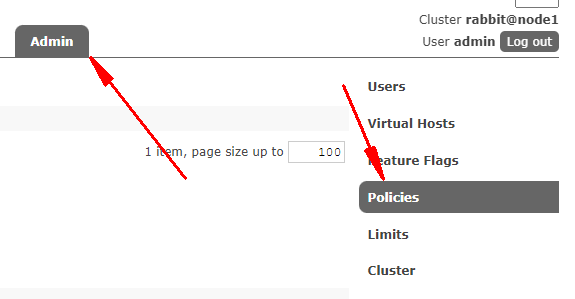 Cluster rabbit@node1
Admin
User admin Log out
Users
Virtual Hosts
1 item, page size up to 100
Feature Flags
Policies
Limits
Cluster